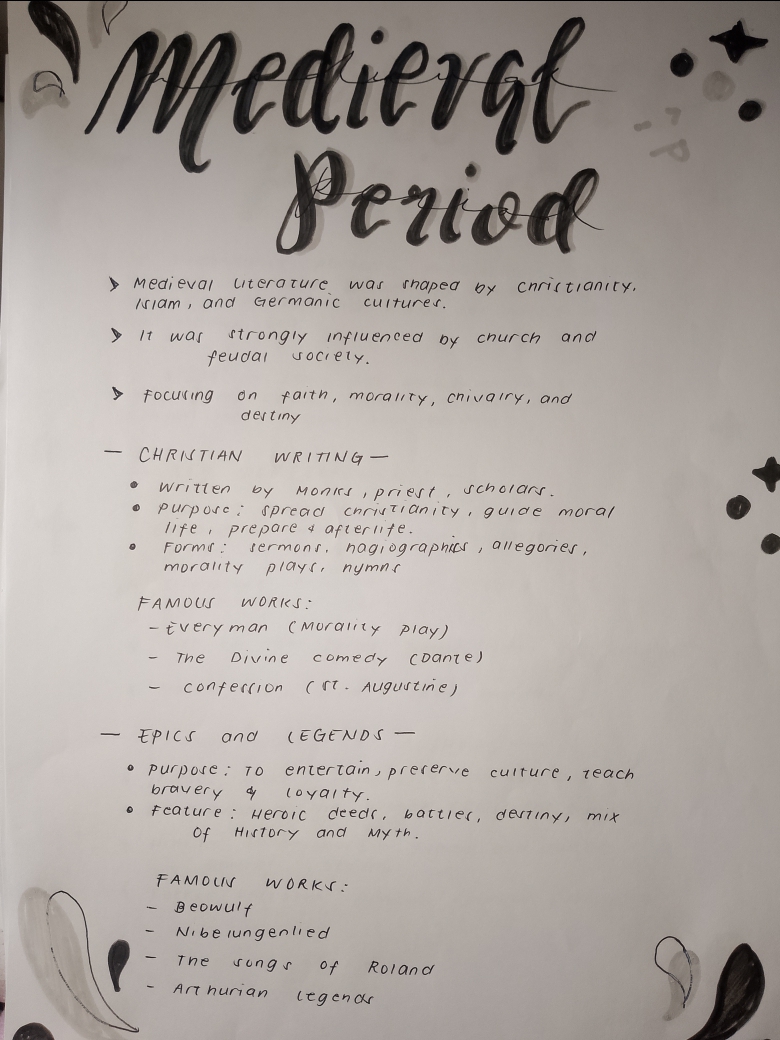 Medieval
Period
Medieval literature was shaped by Christianity,
Islam, and Germanic cultures.
It was strongly influenced by church and
feudal society.
Focusing on faith, morality, chivalry, and
destiny
— CHRISTIAN WRITING —
• Written by Monks, priest, scholars.
• Purpose: spread christianity, guide moral
life, prepare 4 afterlife.
• Forms: sermons, hagiographics, allegories,
morality plays, hymns
FAMOUS WORKS:
- Everyman (Morality Play)
- The Divine comedy (Dante)
- Confession (St. Augustine)
— EPICS and LEGENDS —
• Purpose: To entertain, preserve culture, teach
bravery & loyalty.
• Feature: Heroic deeds, battles, destiny, mix
Of History and Myth.
FAMOUS WORKS:
- Beowulf
- Nibelungenlied
- The songs of Roland
- Arthurian legends